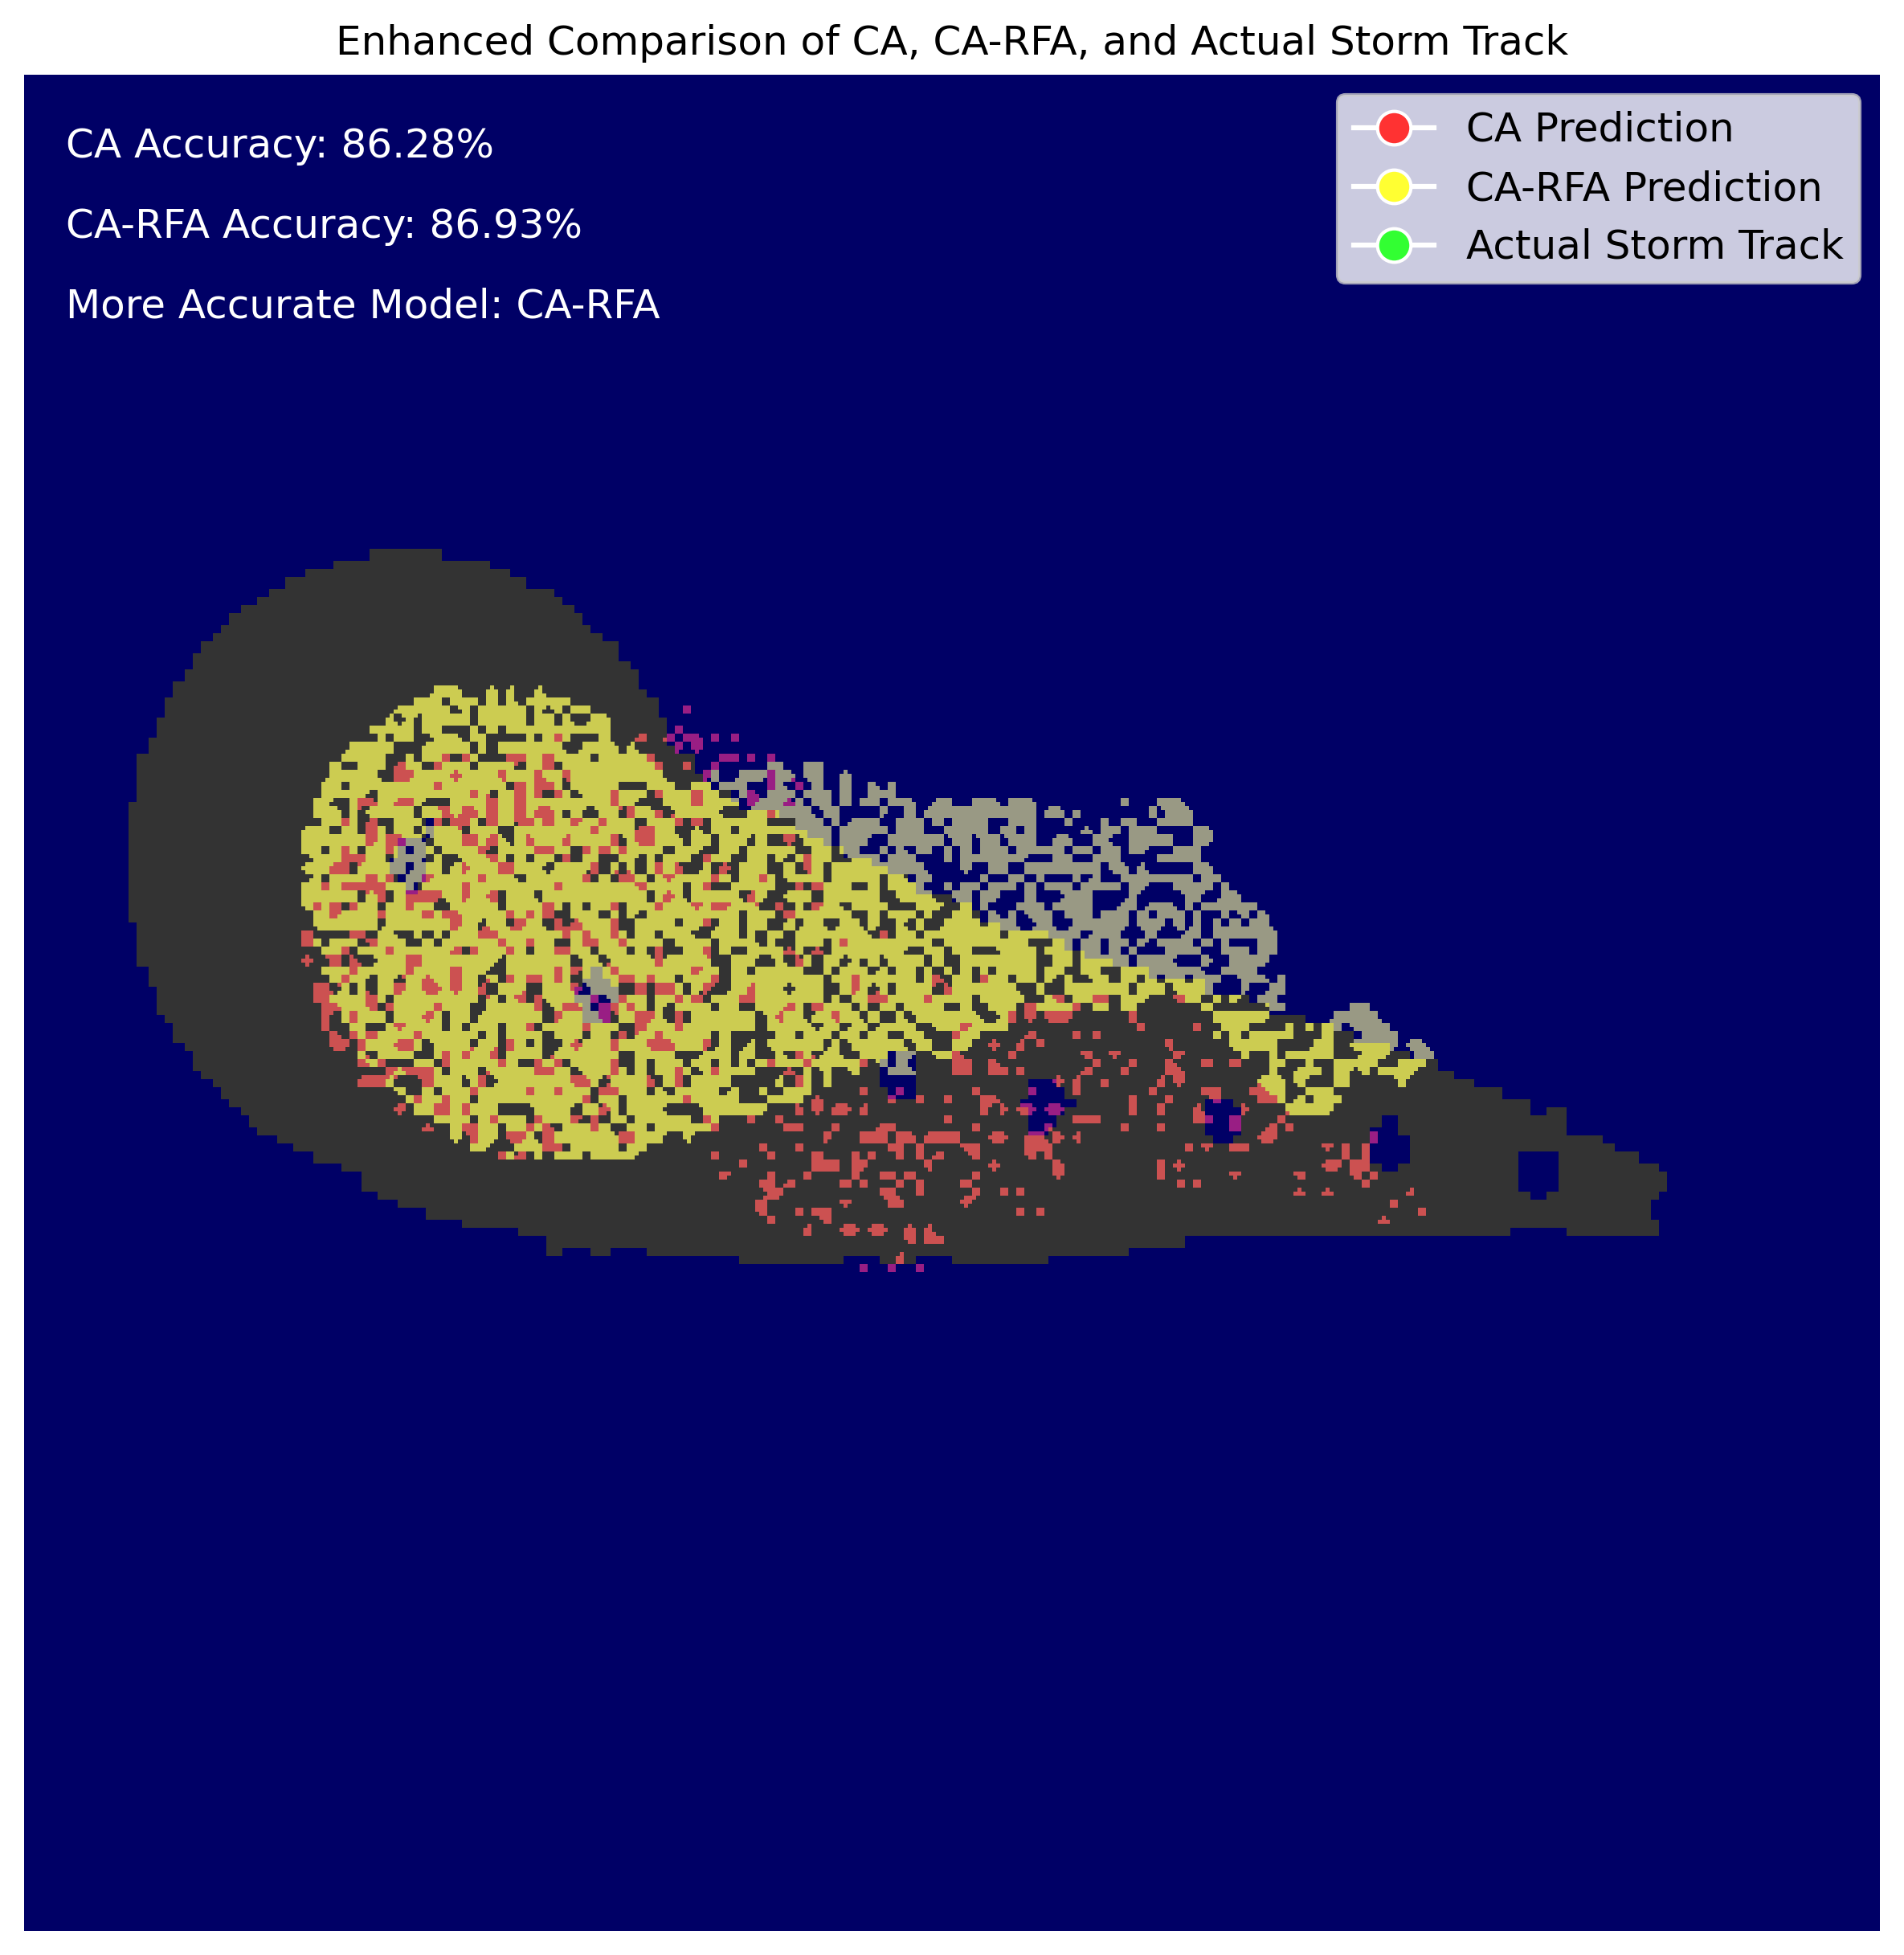 Enhanced Comparison of CA, CA-RFA, and Actual Storm Track
CA Accuracy: 86.28%
CA-RFA Accuracy: 86.93%
More Accurate Model: CA-RFA
CA Prediction
CA-RFA Prediction
Actual Storm Track